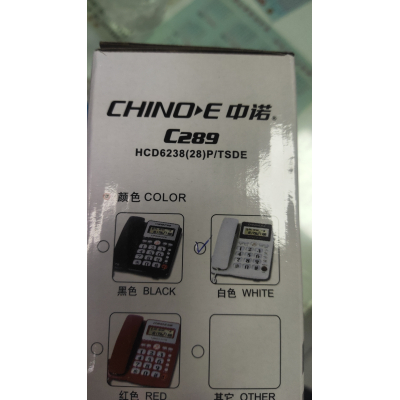 CHINO-E 中诺®
C289
HCD6238(28)P/TSDE
颜色 COLOR
黑色 BLACK
白色 WHITE
红色 RED
其它 OTHER